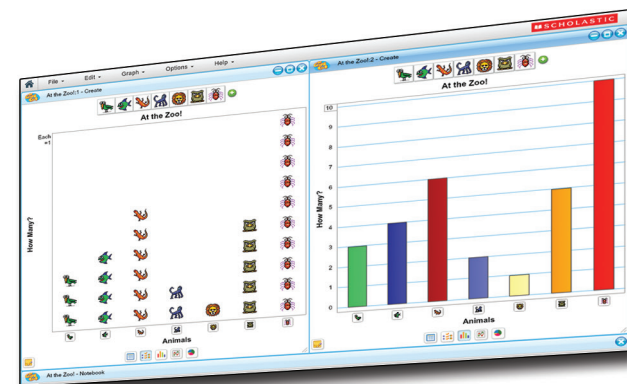 SCHOLASTIC
File
Edit
Graph
Options
Help
At the Zoo!:1 - Create
At the Zoo!
Each
=1
How Many?
Animals
At the Zoo!:2 - Create
At the Zoo!
10
9
8
7
6
5
4
3
2
1
0
How Many?
Animals
At the Zoo! - Notebook